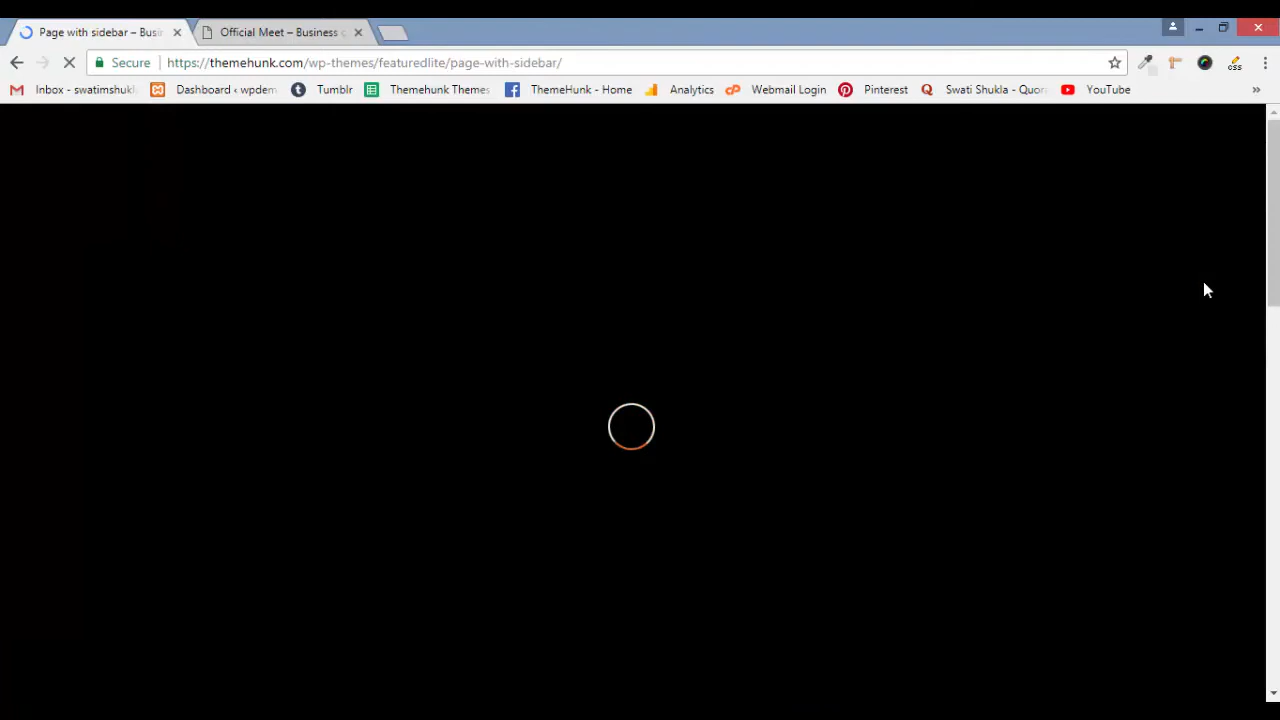 Page with sidebar – Busi
Official Meet – Business
Secure
https://themehunk.com/wp-themes/featuredlite/page-with-sidebar/
css
Inbox - swatimshukl
Dashboard ‹ wpdem
Tumblr
Themehunk Themes
ThemeHunk - Home
Analytics
Webmail Login
Pinterest
Swati Shukla - Quor
YouTube